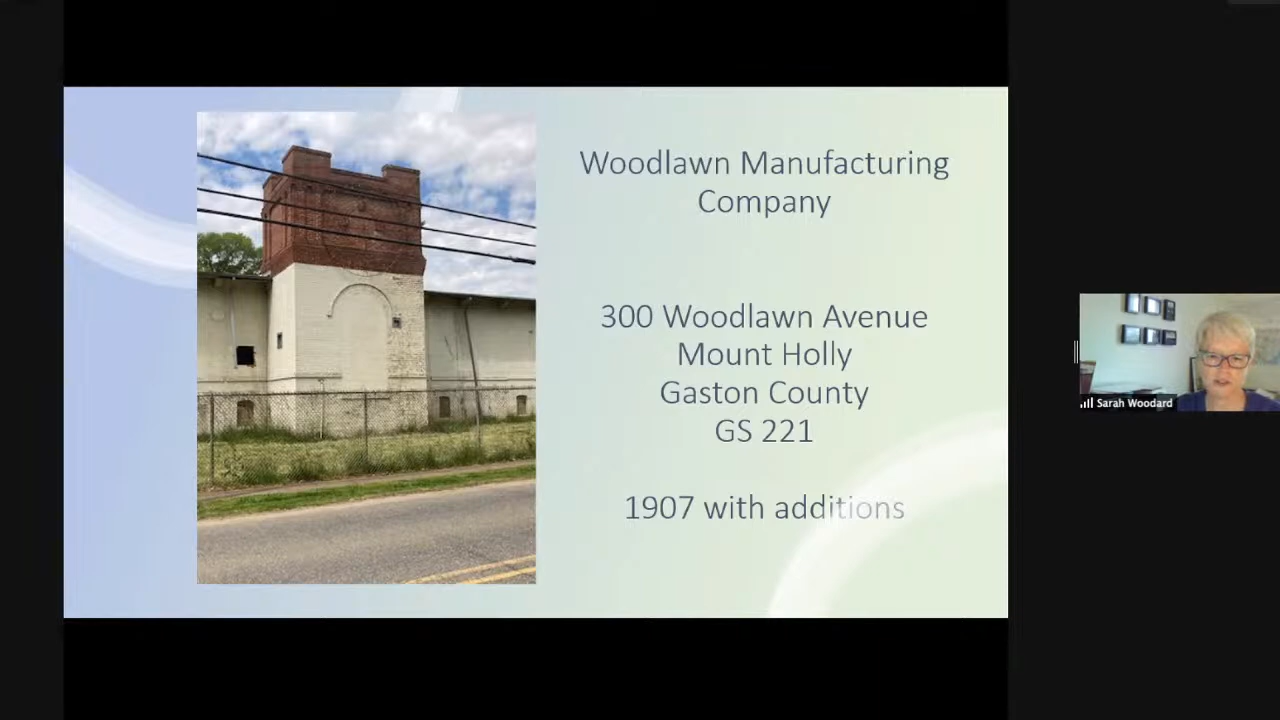 Woodlawn Manufacturing
Company
300 Woodlawn Avenue
Mount Holly
Gaston County
GS 221
1907 with additions
Sarah Woodard